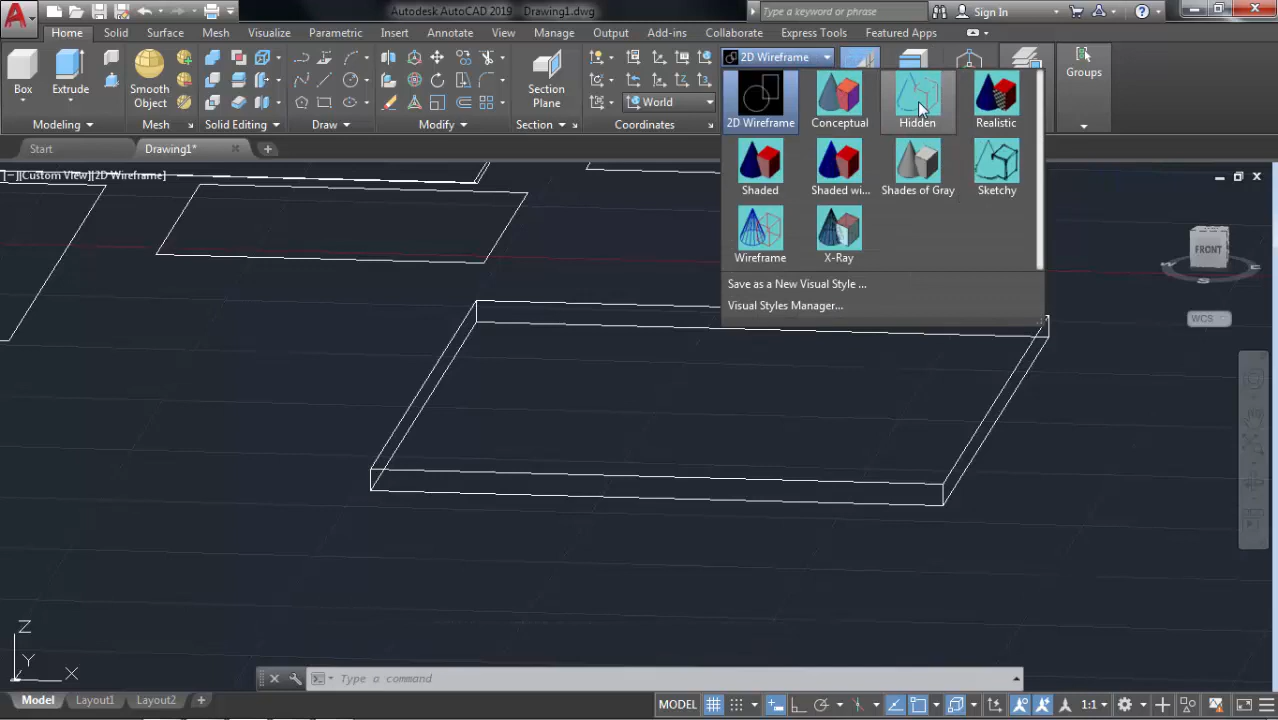 Autodesk AutoCAD 2019 Drawing1.dwg
Type a keyword or phrase
Sign In
Home Solid Surface Mesh Visualize Parametric Insert Annotate View Manage Output Add-ins Collaborate Express Tools Featured Apps
Box
Extrude
Smooth
Object
Section
Plane
World
2D Wireframe
Groups
Modeling Mesh Solid Editing Draw Modify Section Coordinates
2D Wireframe Conceptual Hidden Realistic
Shaded Shaded wi... Shades of Gray Sketchy
Wireframe X-Ray
Save as a New Visual Style ...
Visual Styles Manager...
Start Drawing1*
[−][Custom View][2D Wireframe]
FRONT
S
WCS
Z
Y
X
Type a command
Model Layout1 Layout2
MODEL
1:1